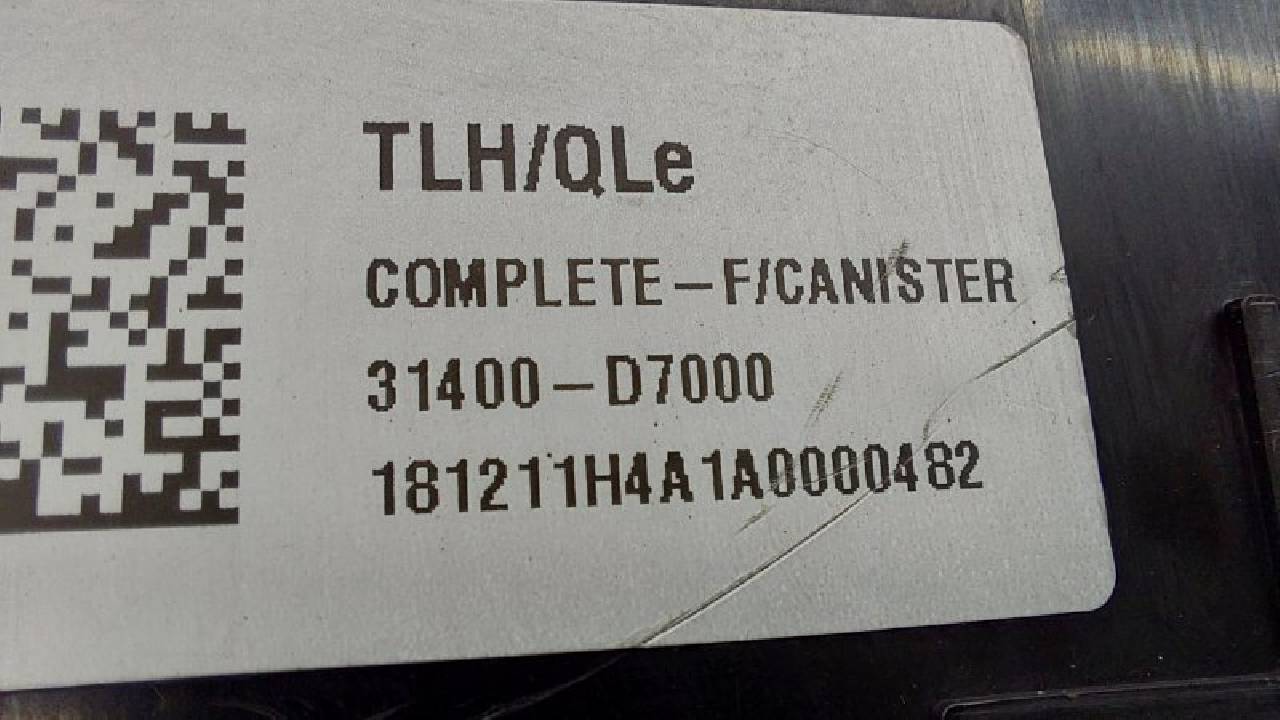 TLH/QLe
COMPLETE-F/CANISTER
31400-D7000
181211H4A1A0000482